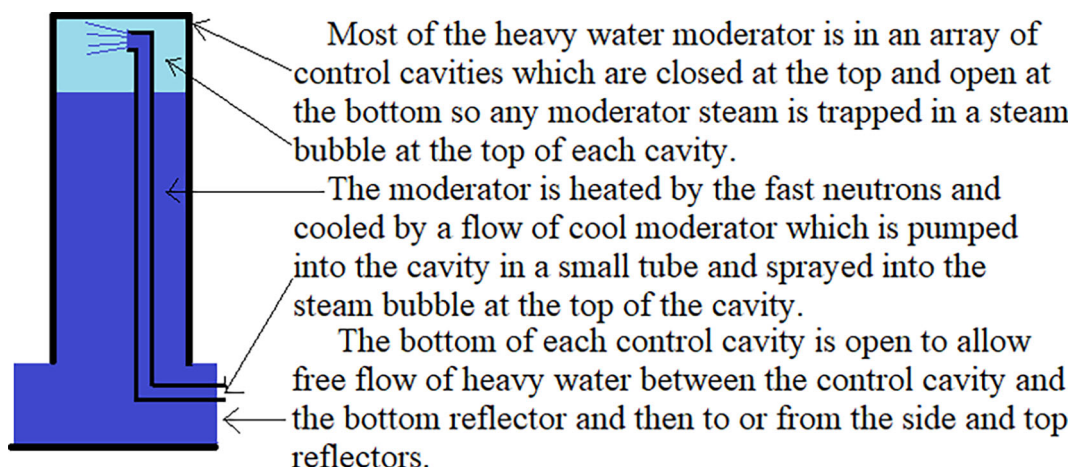 Most of the heavy water moderator is in an array of
control cavities which are closed at the top and open at
the bottom so any moderator steam is trapped in a steam
bubble at the top of each cavity.
The moderator is heated by the fast neutrons and
cooled by a flow of cool moderator which is pumped
into the cavity in a small tube and sprayed into the
steam bubble at the top of the cavity.
The bottom of each control cavity is open to allow
free flow of heavy water between the control cavity and
the bottom reflector and then to or from the side and top
reflectors.